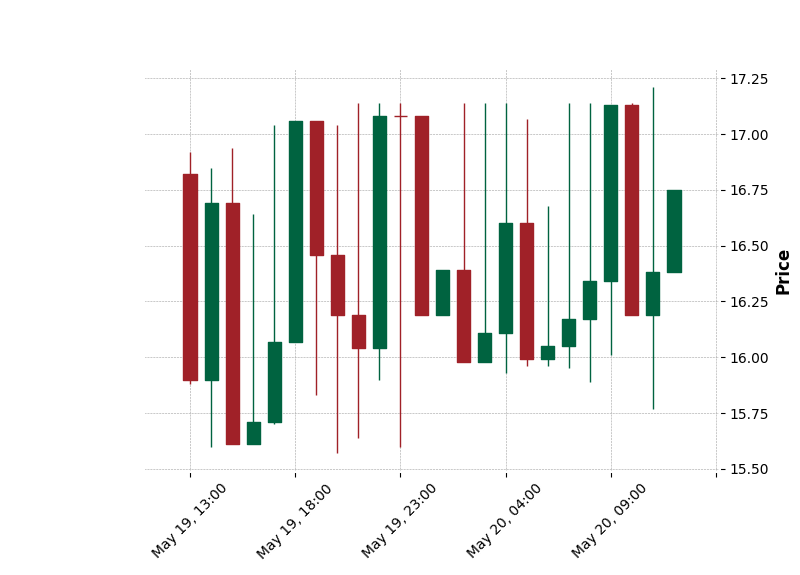 17.25
17.00
16.75
16.50
16.25
16.00
15.75
15.50
Price
May 19, 13:00
May 19, 18:00
May 19, 23:00
May 20, 04:00
May 20, 09:00